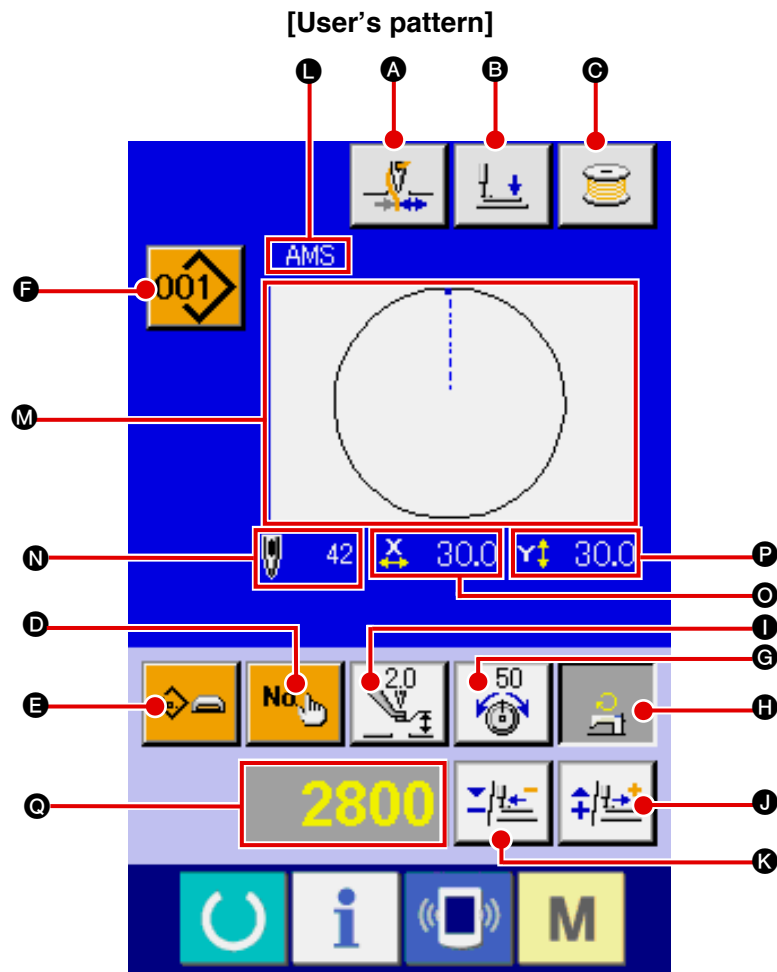 [User's pattern]
L A B C
AMS
F 001
M
N 42 X 30.0 Y 30.0 P
O
D I
2.0 50 G
E No. H
Q 2800 J
K
i M